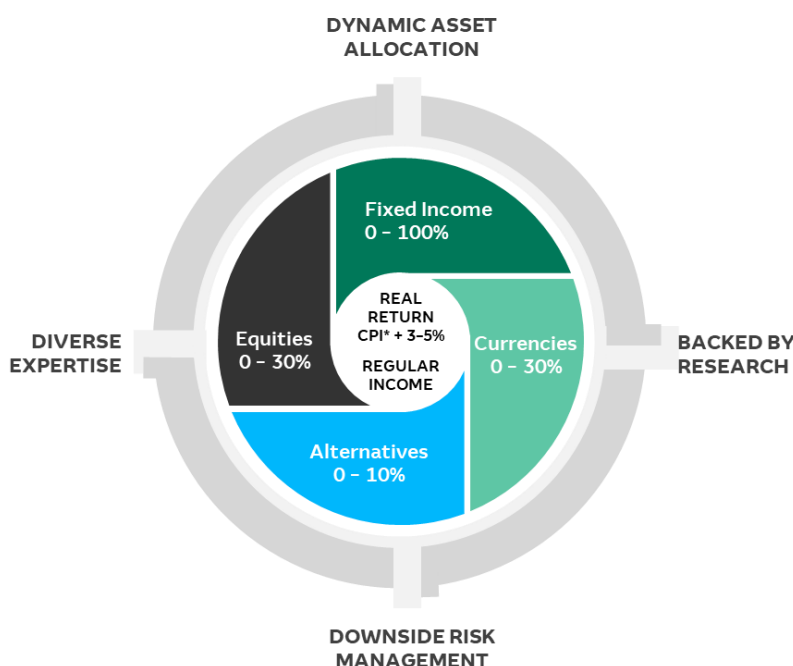 DYNAMIC ASSET
ALLOCATION
Fixed Income
0 – 100%
REAL
RETURN
CPI* + 3–5%
REGULAR
INCOME
Equities
0 – 30%
Currencies
0 – 30%
Alternatives
0 – 10%
DIVERSE
EXPERTISE
BACKED BY
RESEARCH
DOWNSIDE RISK
MANAGEMENT